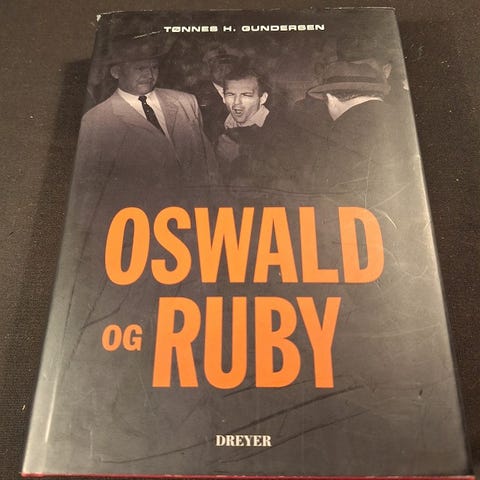 TØNNES H. GUNDERSEN
OSWALD
OG RUBY
DREYER